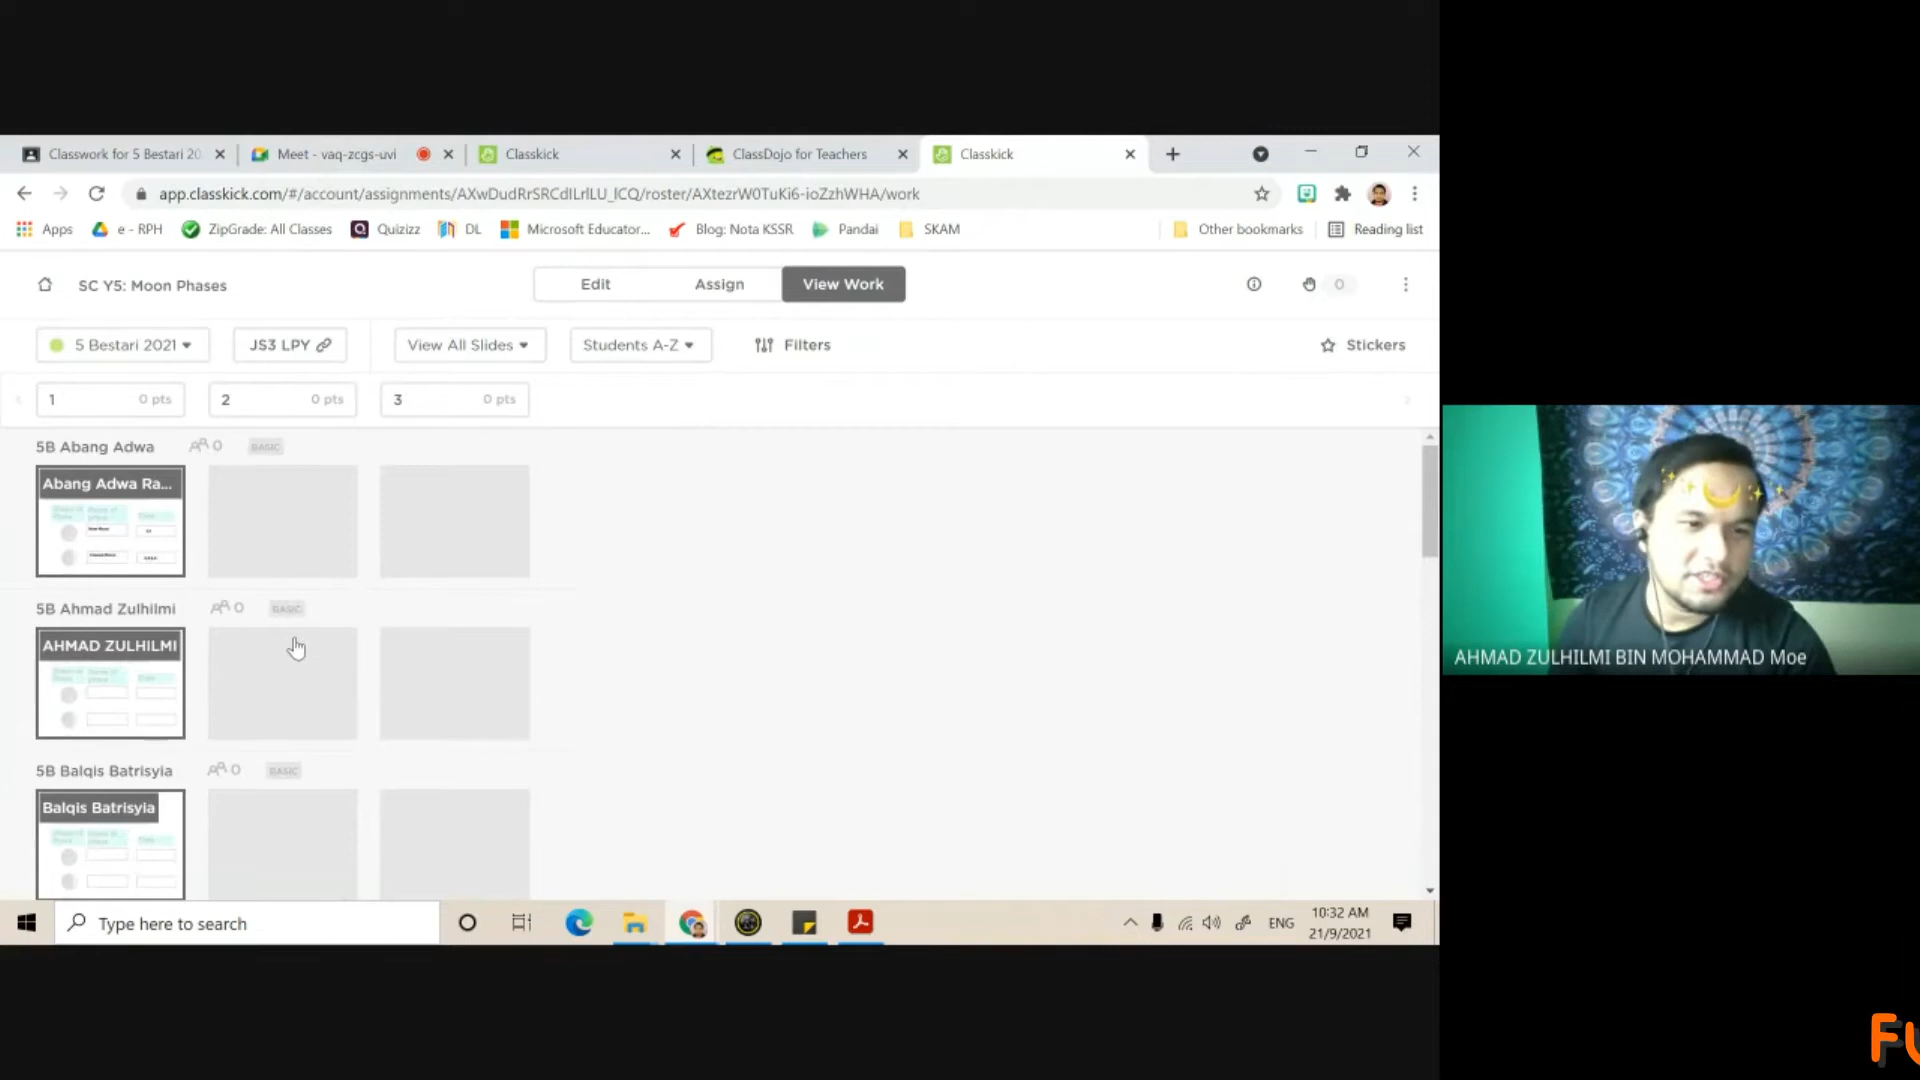 Classwork for 5 Bestari 20
Meet - vaq-zcgs-uvi
Classkick
ClassDojo for Teachers
Classkick
app.classkick.com/#/account/assignments/AXwDudRrSRCdILrlLU_lCQ/roster/AXtezrW0TuKi6-ioZzhWHA/work
Apps
e - RPH
ZipGrade: All Classes
Quizizz
DL
Microsoft Educator...
Blog: Nota KSSR
Pandai
SKAM
Other bookmarks
Reading list
SC Y5: Moon Phases
Edit
Assign
View Work
0
5 Bestari 2021
JS3 LPY
View All Slides
Students A-Z
Filters
Stickers
1 0 pts
2 0 pts
3 0 pts
5B Abang Adwa 0 BASIC
Abang Adwa Ra...
5B Ahmad Zulhilmi 0 BASIC
AHMAD ZULHILMI
5B Balqis Batrisyia 0 BASIC
Balqis Batrisyia
AHMAD ZULHILMI BIN MOHAMMAD Moe
Type here to search
ENG
10:32 AM
21/9/2021